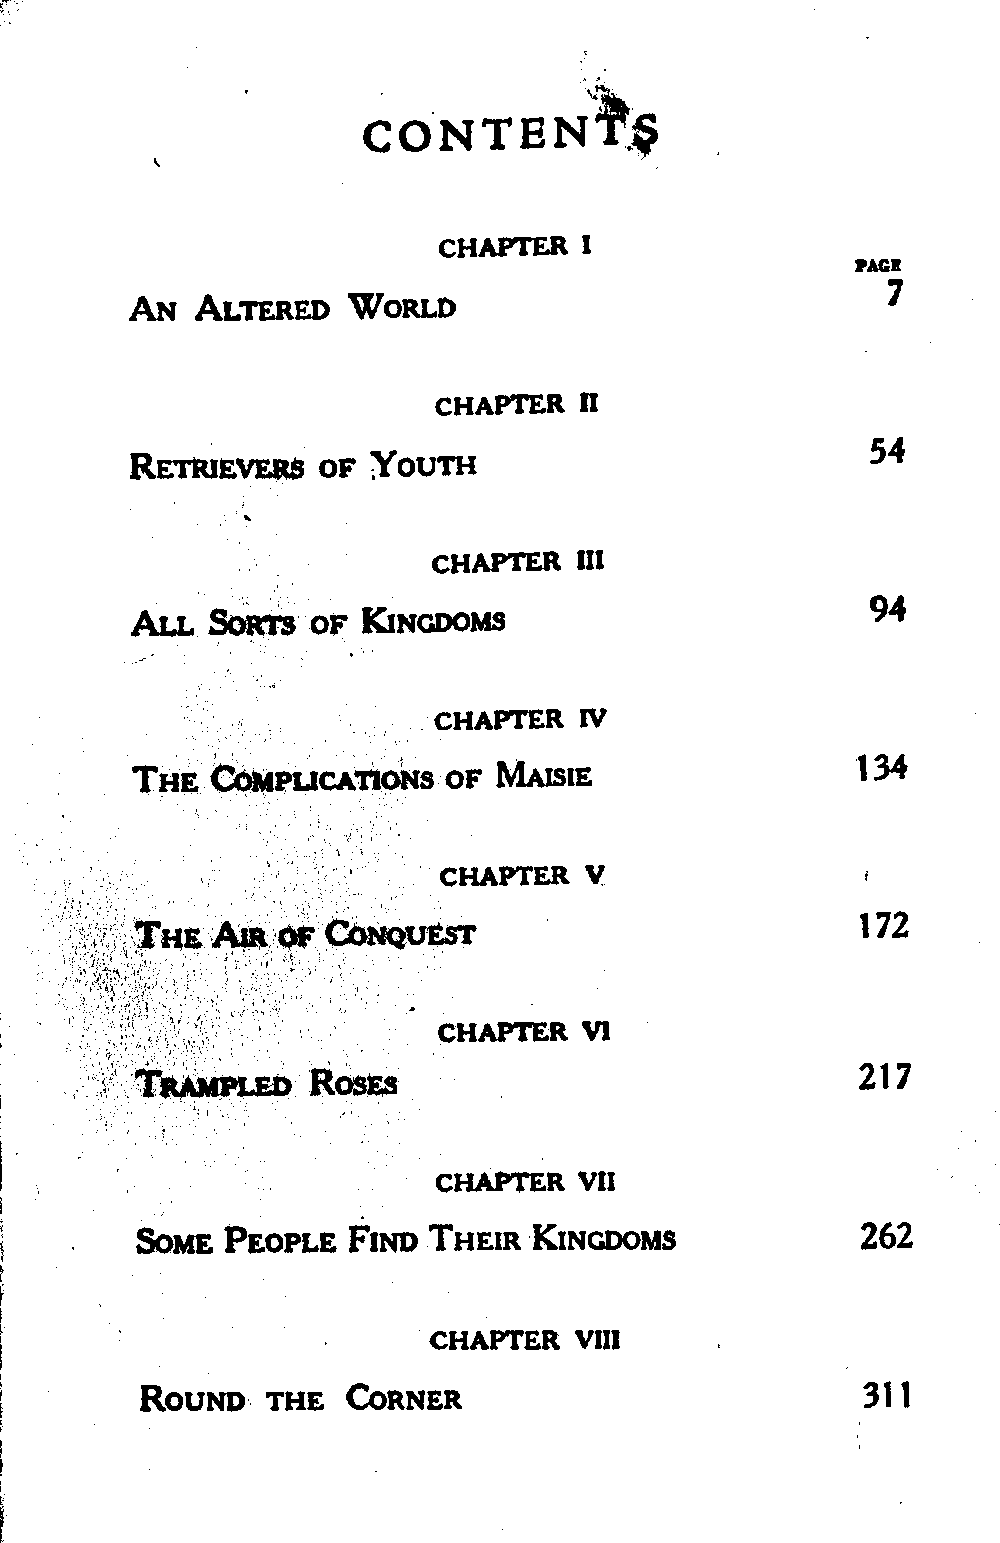 CONTENTS
CHAPTER I
PAGE
An Altered World 7
CHAPTER II
Retrievers of Youth 54
CHAPTER III
All Sorts of Kingdoms 94
CHAPTER IV
The Complications of Maisie 134
CHAPTER V
The Air of Conquest 172
CHAPTER VI
Trampled Roses 217
CHAPTER VII
Some People Find Their Kingdoms 262
CHAPTER VIII
Round the Corner 311